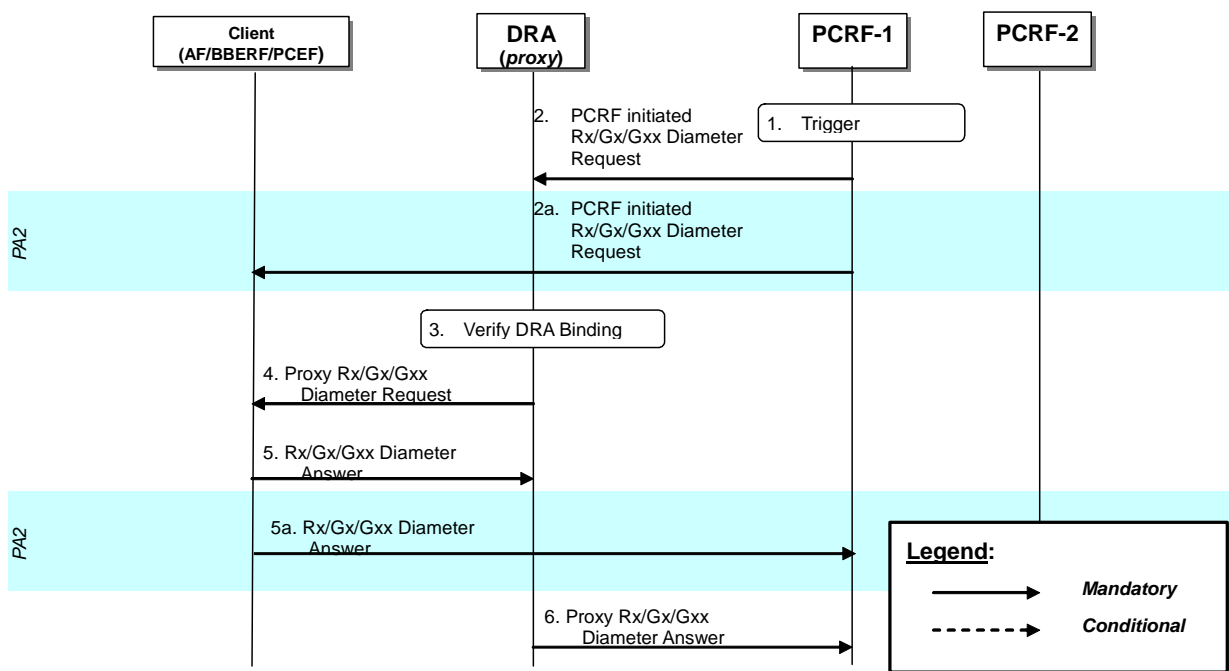 Client
(AF/BBERF/PCEF)
DRA
(proxy)
PCRF-1
PCRF-2
2. PCRF initiated
Rx/Gx/Gxx Diameter
Request
1. Trigger
PA2
2a. PCRF initiated
Rx/Gx/Gxx Diameter
Request
3. Verify DRA Binding
4. Proxy Rx/Gx/Gxx
Diameter Request
5. Rx/Gx/Gxx Diameter
Answer
PA2
5a. Rx/Gx/Gxx Diameter
Answer
6. Proxy Rx/Gx/Gxx
Diameter Answer
Legend:
Mandatory
Conditional